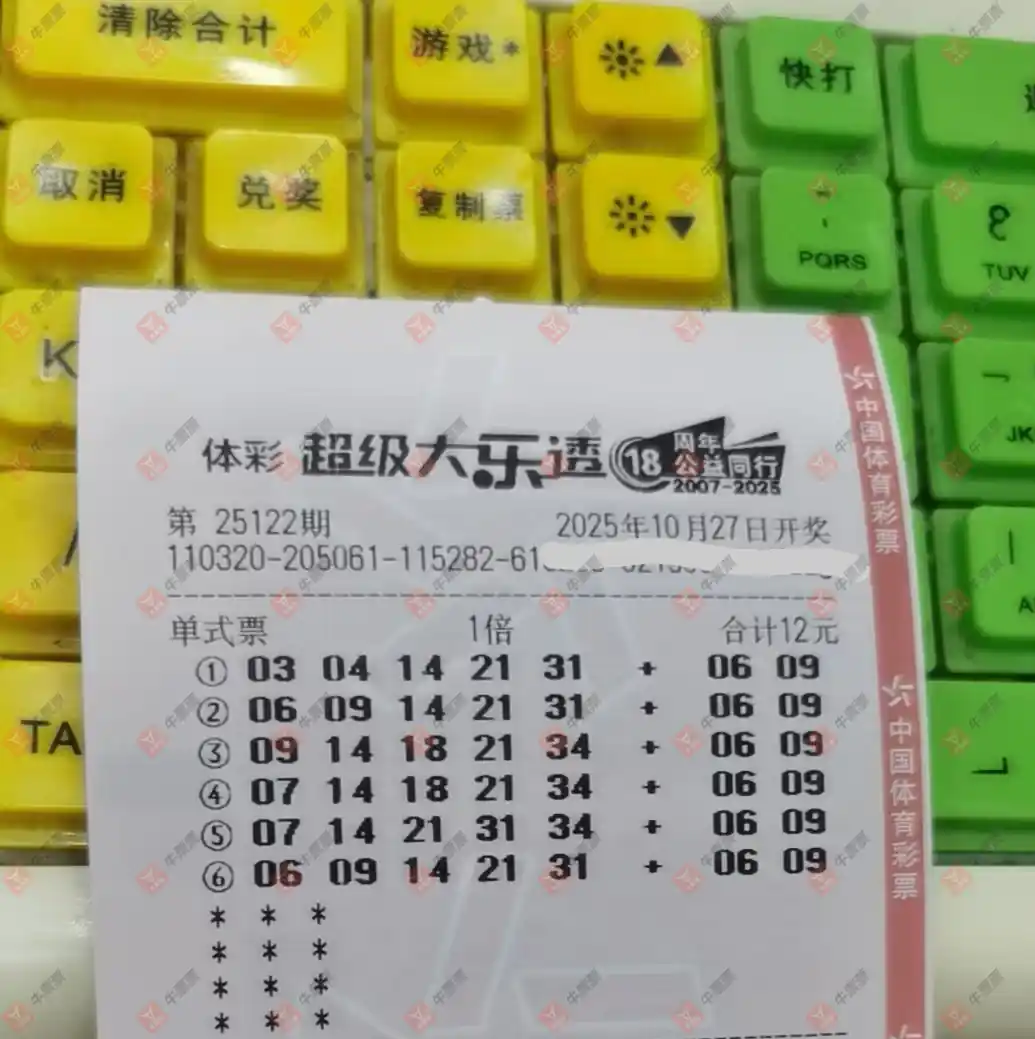 清除合计
游戏*
快打
取消
兑奖
复制票
PQRS
TUV
K
JK
TA
体彩 超级大乐透 18周年 公益同行
2007-2025
第 25122期 2025年10月27日开奖
110320-205061-115282-61
单式票 1倍 合计12元
① 03 04 14 21 31 + 06 09
② 06 09 14 21 31 + 06 09
③ 09 14 18 21 34 + 06 09
④ 07 14 18 21 34 + 06 09
⑤ 07 14 21 31 34 + 06 09
⑥ 06 09 14 21 31 + 06 09
* * *
* * *
* * *
* * *
中国体育彩票
中国体育彩票